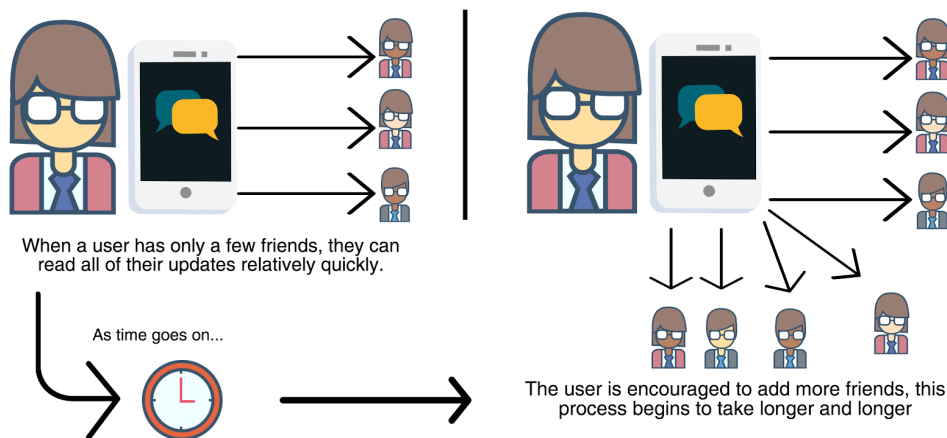 When a user has only a few friends, they can
read all of their updates relatively quickly.
As time goes on...
The user is encouraged to add more friends, this
process begins to take longer and longer